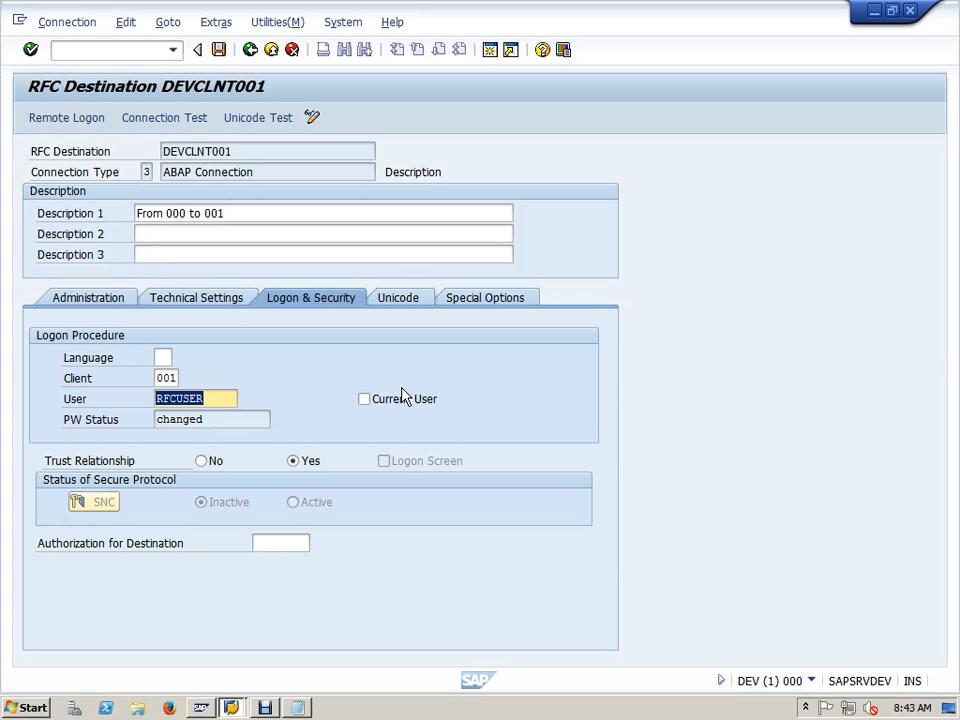 Connection Edit Goto Extras Utilities(M) System Help
RFC Destination DEVCLNT001
Remote Logon Connection Test Unicode Test
RFC Destination DEVCLNT001
Connection Type 3 ABAP Connection Description
Description
Description 1 From 000 to 001
Description 2
Description 3
Administration Technical Settings Logon & Security Unicode Special Options
Logon Procedure
Language
Client 001
User RFCUSER Current User
PW Status changed
Trust Relationship No Yes Logon Screen
Status of Secure Protocol
SNC Inactive Active
Authorization for Destination
SAP DEV (1) 000 SAPSRVDEV INS
Start 8:43 AM